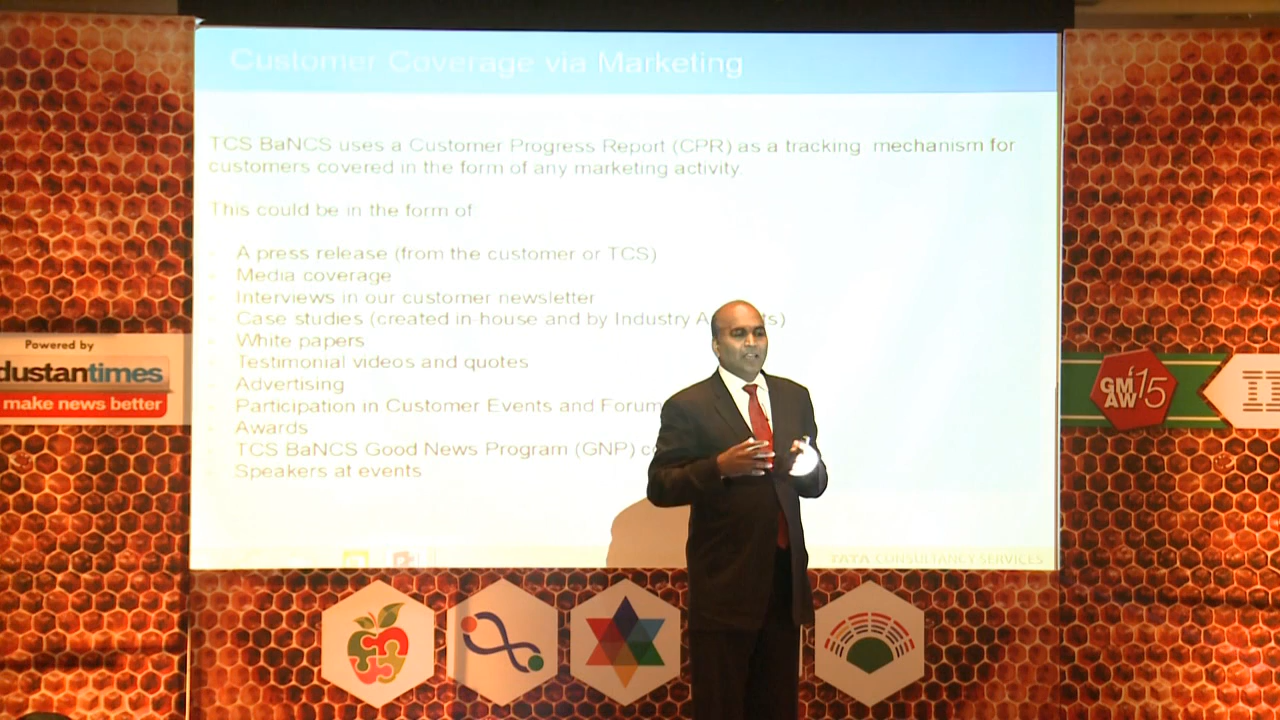 Customer Coverage via Marketing
TCS BaNCS uses a Customer Progress Report (CPR) as a tracking mechanism for
customers covered in the form of any marketing activity.
This could be in the form of
A press release (from the customer or TCS)
Media coverage
Interviews in our customer newsletter
Case studies (created in-house and by Industry
White papers
Testimonial videos and quotes
Advertising
Participation in Customer Events and Forum
Awards
TCS BaNCS Good News Program (GNP)
Speakers at events
TATA CONSULTANCY SERVICES
Powered by
dustantimes
make news better
GM '15
AW